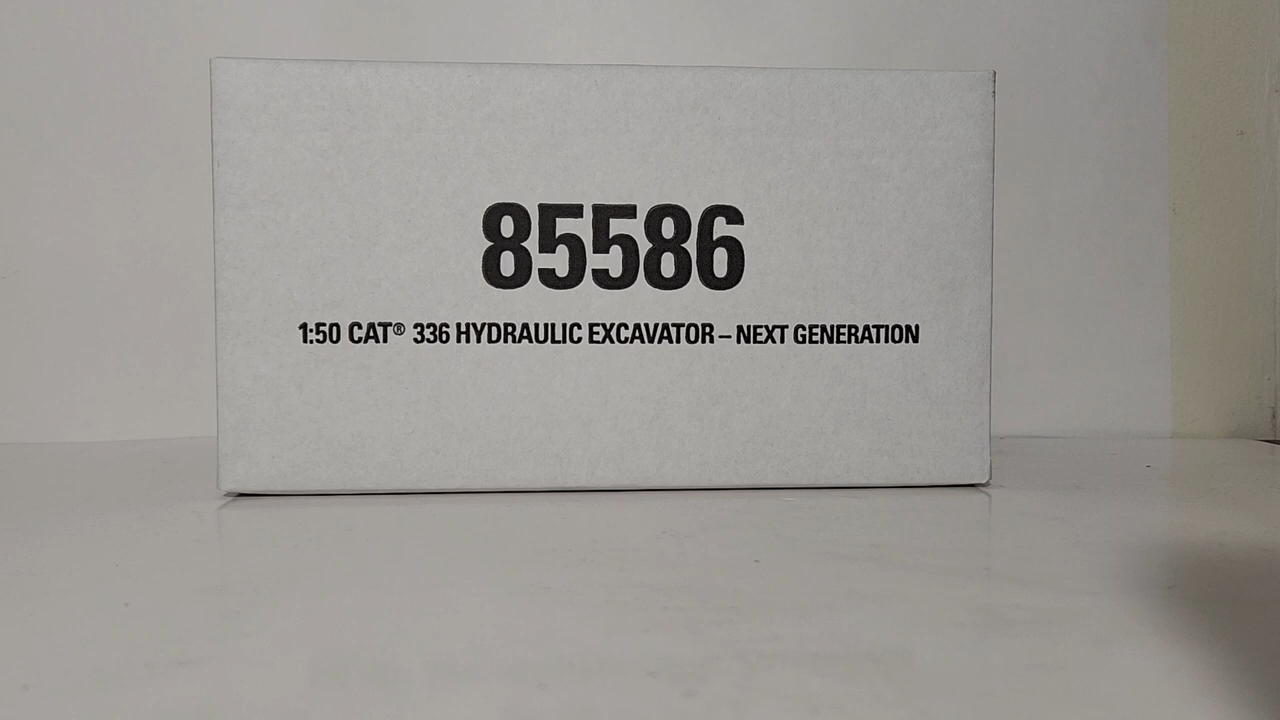 85586
1:50 CAT® 336 HYDRAULIC EXCAVATOR – NEXT GENERATION